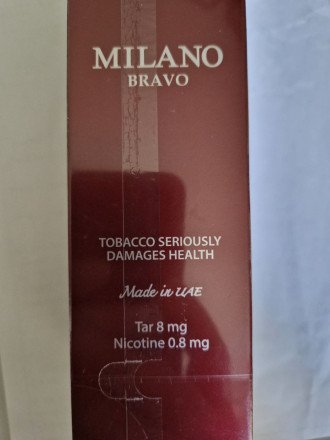 MILANO
BRAVO
TOBACCO SERIOUSLY
DAMAGES HEALTH
Made in UAE
Tar 8 mg
Nicotine 0.8 mg